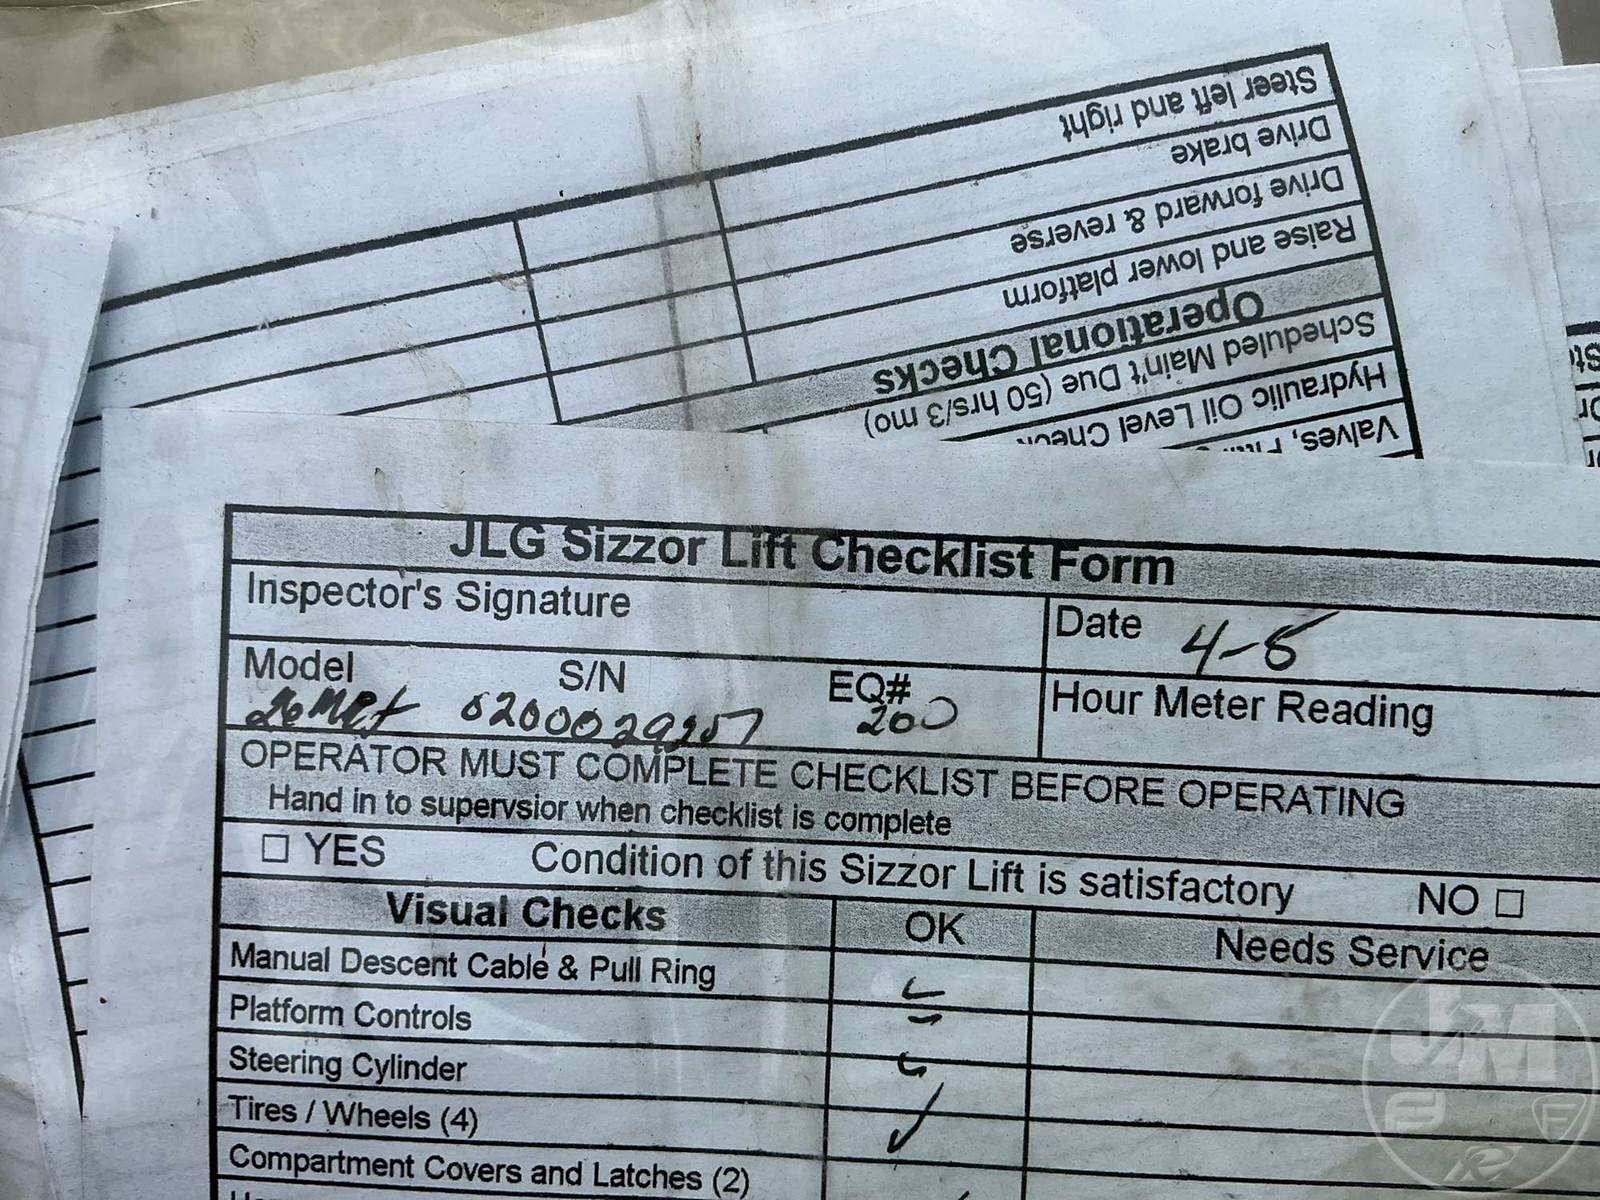 Steer left and right
Drive brake
Drive forward & reverse
Raise and lower platform
Operational Checks
Scheduled Main't Due (50 hrs/3 mo)
Hydraulic Oil Level Check
Valves,
JLG Sizzor Lift Checklist Form
Inspector's Signature
Date 4-5
Model S/N EQ#
200
Hour Meter Reading
OPERATOR MUST COMPLETE CHECKLIST BEFORE OPERATING
Hand in to supervsior when checklist is complete
☐ YES Condition of this Sizzor Lift is satisfactory NO ☐
Visual Checks OK Needs Service
Manual Descent Cable & Pull Ring
Platform Controls
Steering Cylinder
Tires / Wheels (4) ✓
Compartment Covers and Latches (2)
JM